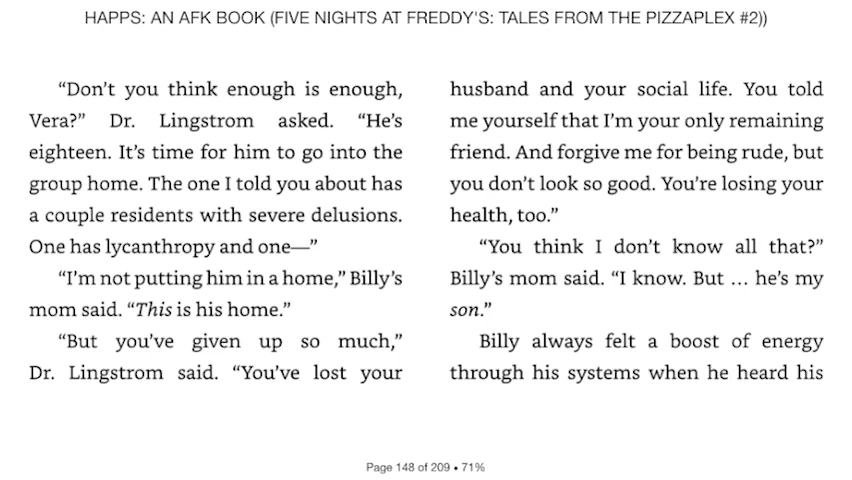 HAPPS: AN AFK BOOK (FIVE NIGHTS AT FREDDY'S: TALES FROM THE PIZZAPLEX #2))
“Don’t you think enough is enough,
Vera?” Dr. Lingstrom asked. “He’s
eighteen. It’s time for him to go into the
group home. The one I told you about has
a couple residents with severe delusions.
One has lycanthropy and one—”
“I’m not putting him in a home,” Billy’s
mom said. “This is his home.”
“But you’ve given up so much,”
Dr. Lingstrom said. “You’ve lost your
husband and your social life. You told
me yourself that I’m your only remaining
friend. And forgive me for being rude, but
you don’t look so good. You’re losing your
health, too.”
“You think I don’t know all that?”
Billy’s mom said. “I know. But … he’s my
son.”
Billy always felt a boost of energy
through his systems when he heard his
Page 148 of 209 • 71%